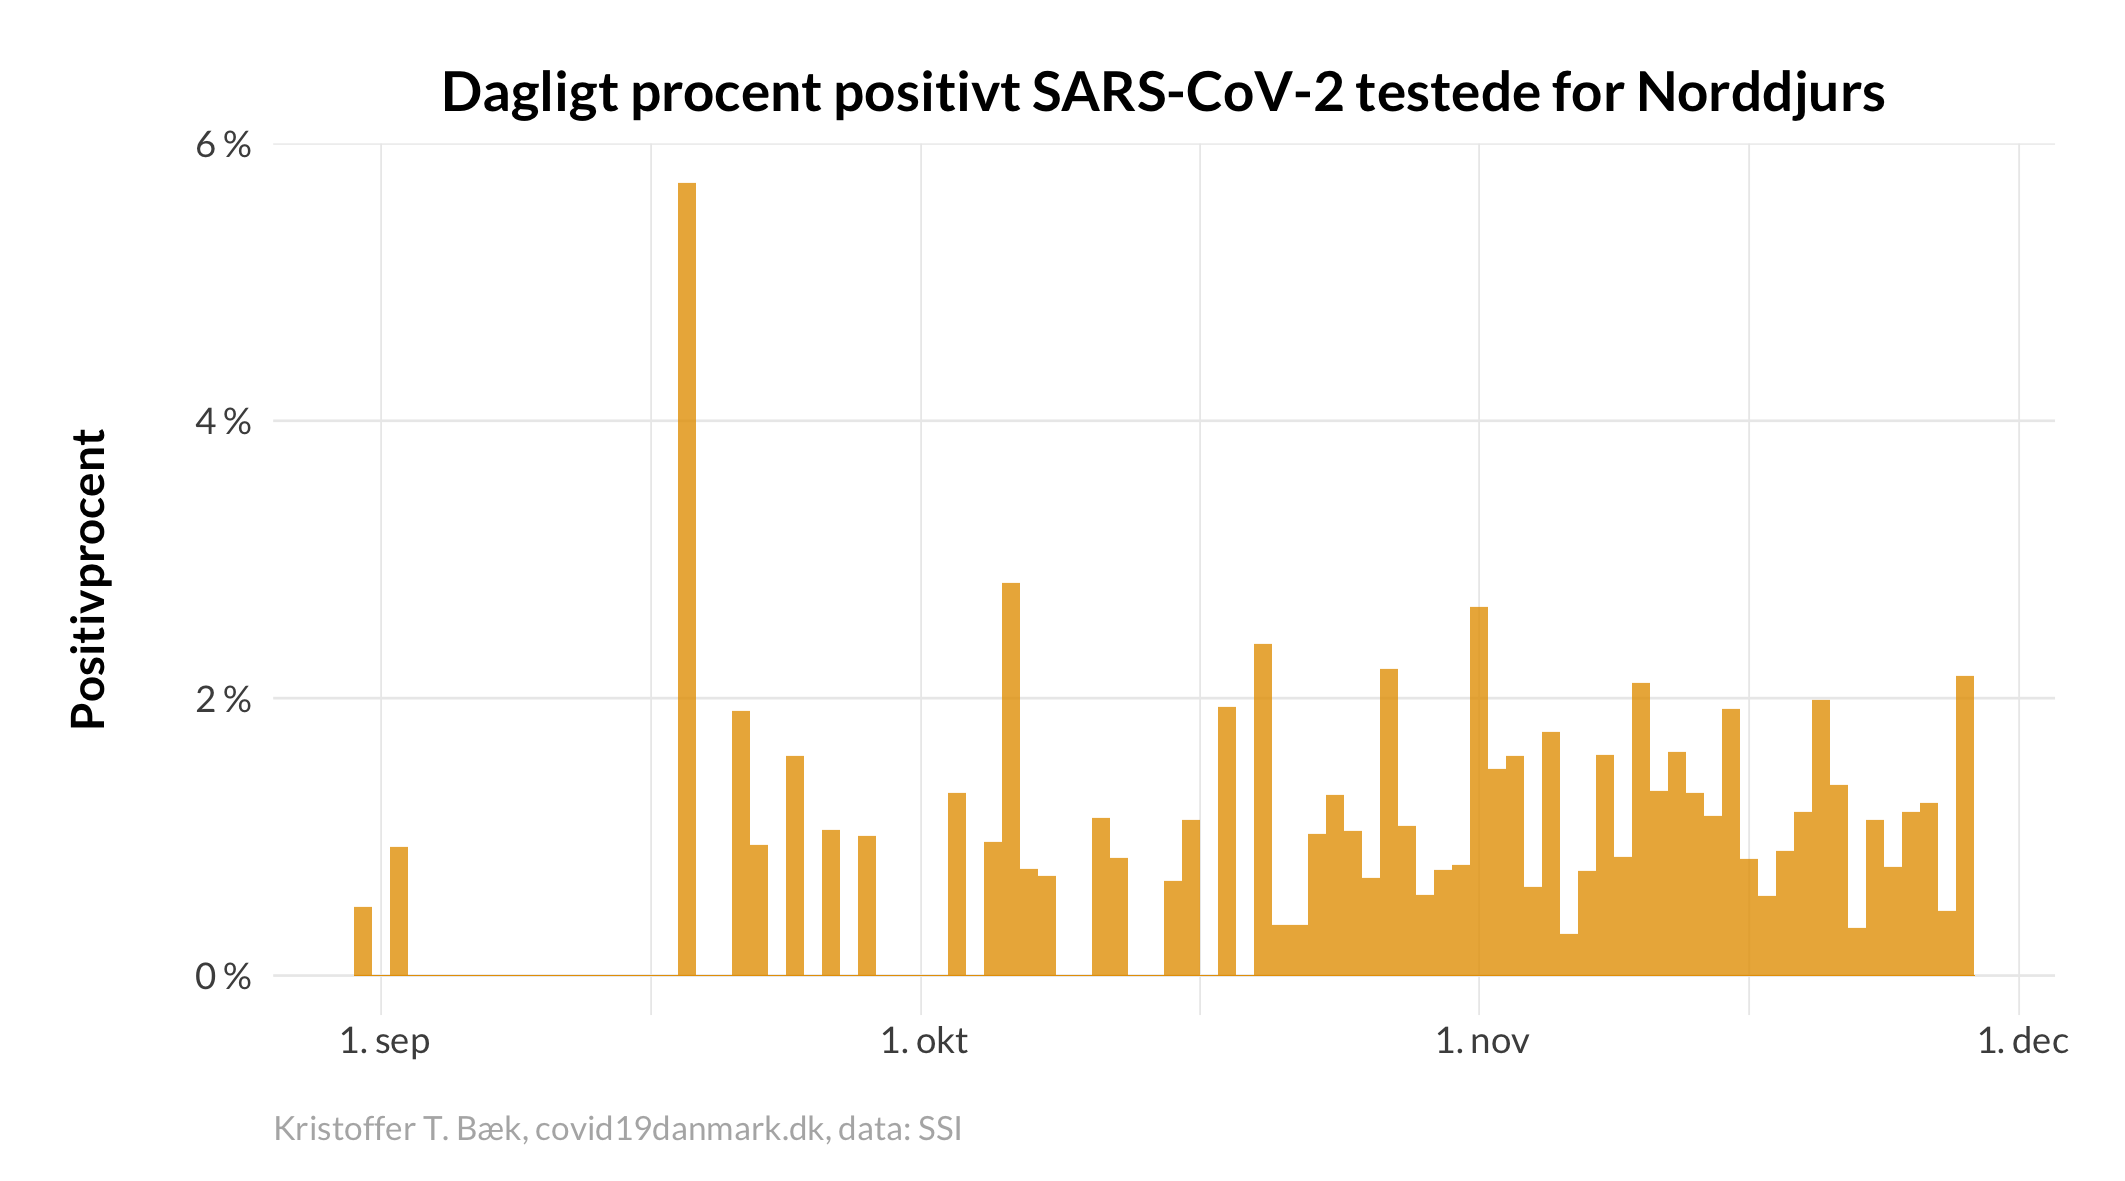 Dagligt procent positivt SARS-CoV-2 testede for Norddjurs
Positivprocent
6 %
4 %
2 %
0 %
1. sep
1. okt
1. nov
1. dec
Kristoffer T. Bæk, covid19danmark.dk, data: SSI